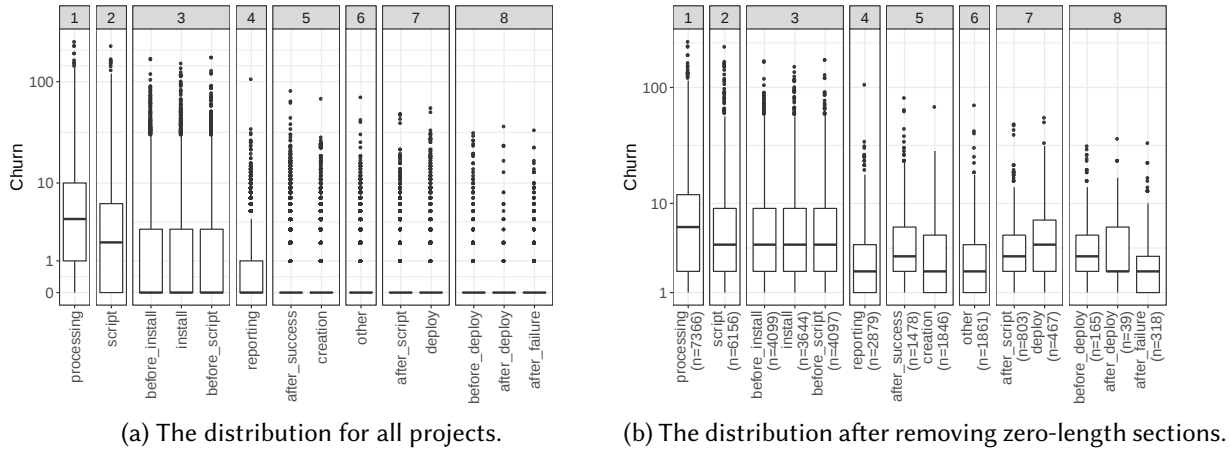 1 2 3 4 5 6 7 8
Churn
100
10
1
0
processing
script
before_install
install
before_script
reporting
after_success
creation
other
after_script
deploy
before_deploy
after_deploy
after_failure
(a) The distribution for all projects.
1 2 3 4 5 6 7 8
Churn
100
10
1
processing
(n=7366)
script
(n=6156)
before_install
(n=4099)
install
(n=3644)
before_script
(n=4097)
reporting
(n=2879)
after_success
(n=1478)
creation
(n=1846)
other
(n=1861)
after_script
(n=803)
deploy
(n=467)
before_deploy
(n=165)
after_deploy
(n=39)
after_failure
(n=318)
(b) The distribution after removing zero-length sections.